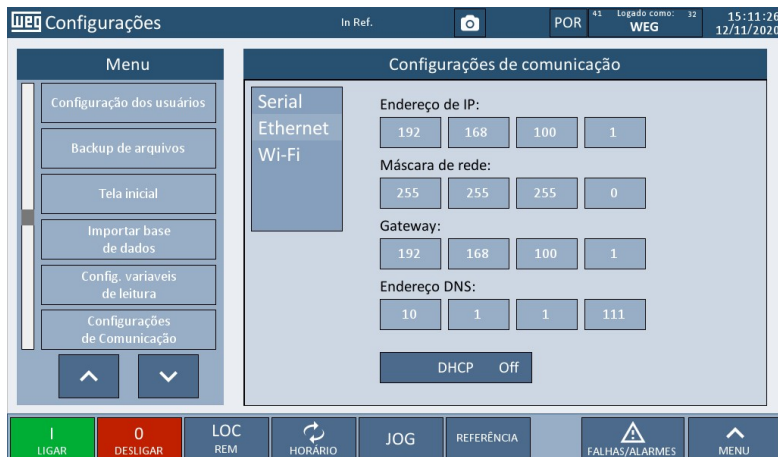 WEG Configurações
In Ref.
POR
41 Logado como: 32
WEG
15:11:26
12/11/2020
Menu
Configuração dos usuários
Backup de arquivos
Tela inicial
Importar base
de dados
Config. variaveis
de leitura
Configurações
de Comunicação
Configurações de comunicação
Serial
Ethernet
Wi-Fi
Endereço de IP:
192 168 100 1
Máscara de rede:
255 255 255 0
Gateway:
192 168 100 1
Endereço DNS:
10 1 1 111
DHCP Off
I
LIGAR
0
DESLIGAR
LOC
REM
HORÁRIO
JOG
REFERÊNCIA
FALHAS/ALARMES
MENU